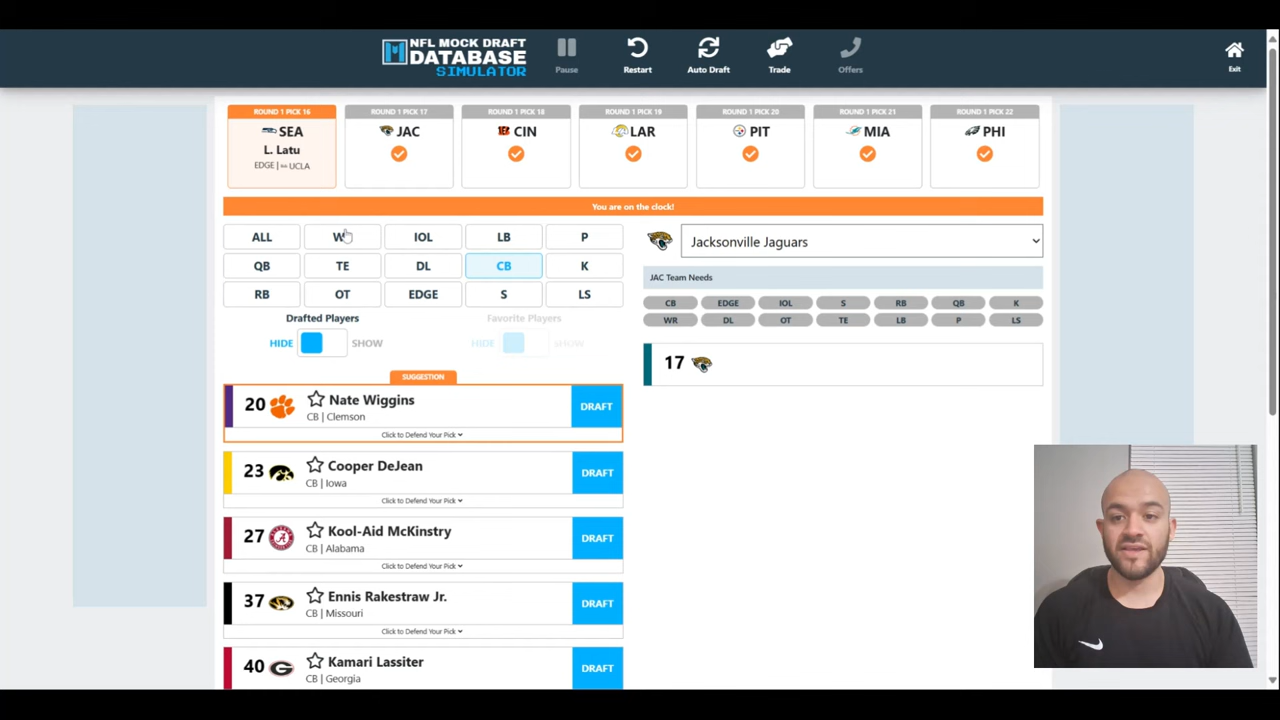 NFL MOCK DRAFT
DATABASE
SIMULATOR
Pause
Restart
Auto Draft
Trade
Offers
Exit
ROUND 1 PICK 16
SEA
L. Latu
EDGE | UCLA
ROUND 1 PICK 17
JAC
ROUND 1 PICK 18
CIN
ROUND 1 PICK 19
LAR
ROUND 1 PICK 20
PIT
ROUND 1 PICK 21
MIA
ROUND 1 PICK 22
PHI
You are on the clock!
ALL
IOL
LB
P
QB
TE
DL
CB
K
RB
OT
EDGE
S
LS
Drafted Players
HIDE
SHOW
Favorite Players
HIDE
SHOW
SUGGESTION
20
Nate Wiggins
CB | Clemson
DRAFT
Click to Defend Your Pick
23
Cooper DeJean
CB | Iowa
DRAFT
Click to Defend Your Pick
27
Kool-Aid McKinstry
CB | Alabama
DRAFT
Click to Defend Your Pick
37
Ennis Rakestraw Jr.
CB | Missouri
DRAFT
Click to Defend Your Pick
40
Kamari Lassiter
CB | Georgia
DRAFT
Jacksonville Jaguars
JAC Team Needs
CB EDGE IOL S RB QB K
WR DL OT TE LB P LS
17